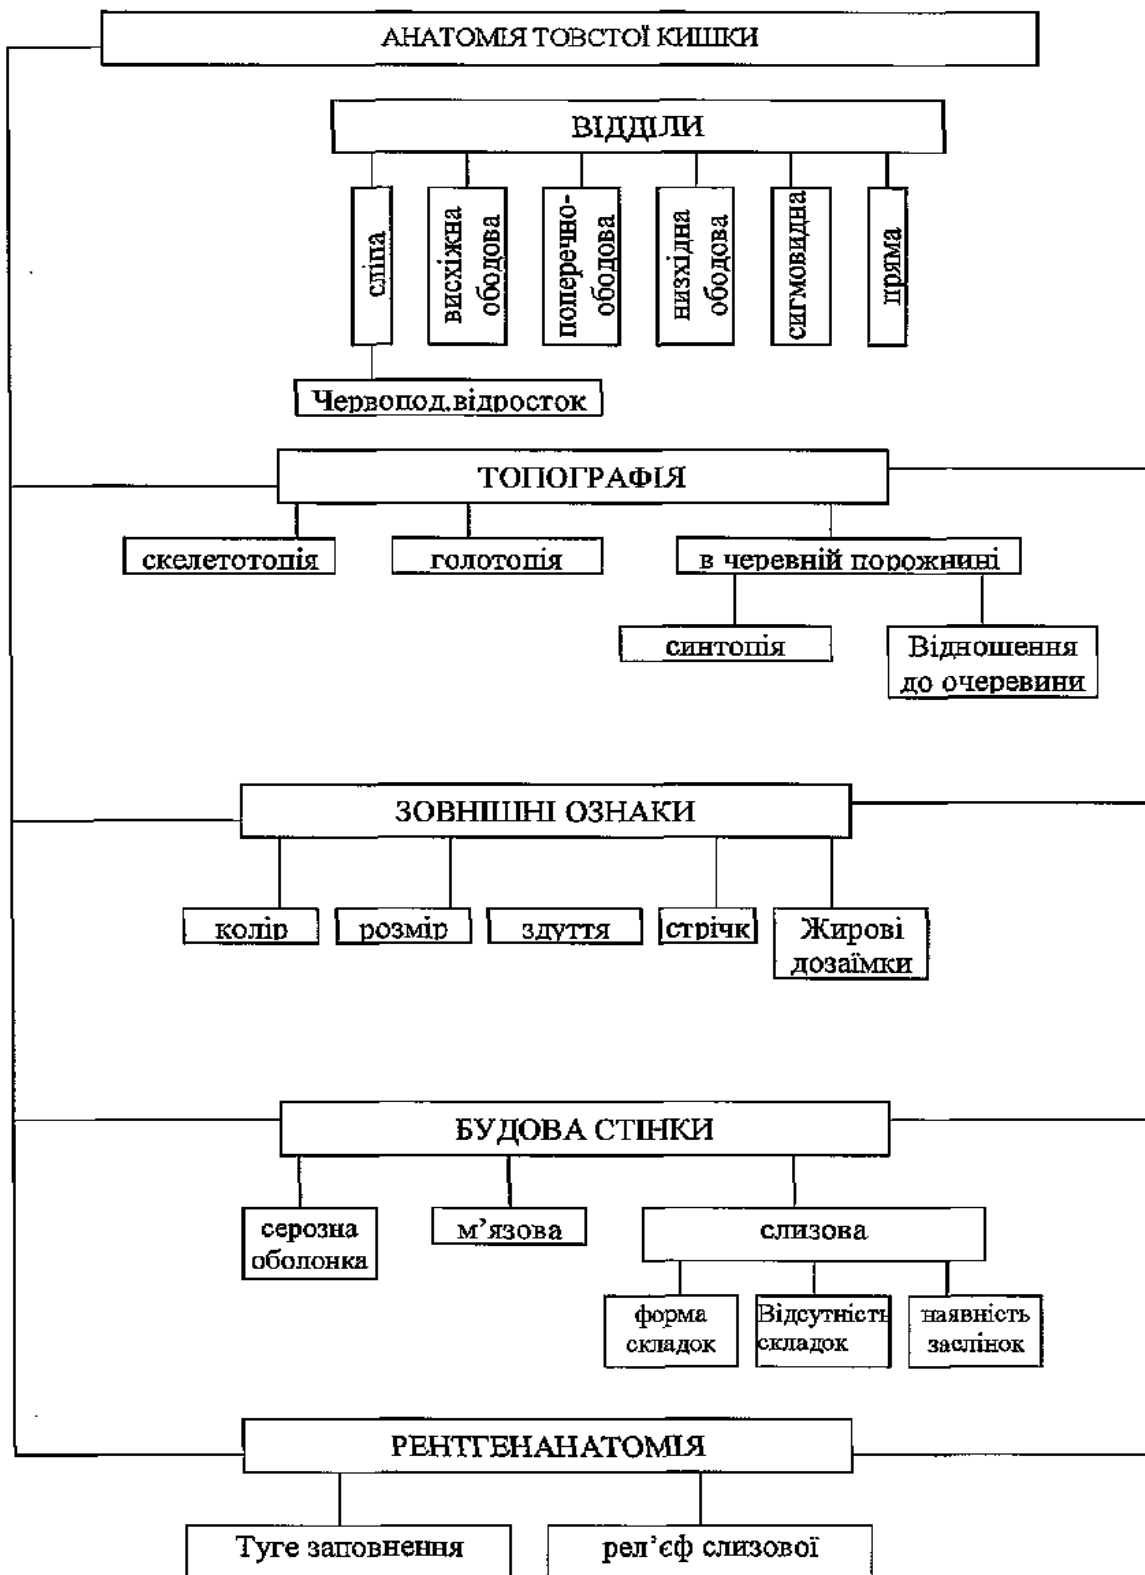 АНАТОМІЯ ТОВСТОЇ КИШКИ
ВІДДІЛИ
сліпа
висхіжна
ободова
поперечно-
ободова
низхідна
ободова
сигмовидна
пряма
Червопод.відросток
ТОПОГРАФІЯ
скелетотопія
голотопія
в черевній порожнині
синтопія
Відношення
до очеревини
ЗОВНІШНІ ОЗНАКИ
колір
розмір
здуття
стрічк
Жирові
дозаїмки
БУДОВА СТІНКИ
серозна
оболонка
м’язова
слизова
форма
складок
Відсутність
складок
наявність
заслінок
РЕНТГЕНАНАТОМІЯ
Туге заповнення
рел’єф слизової